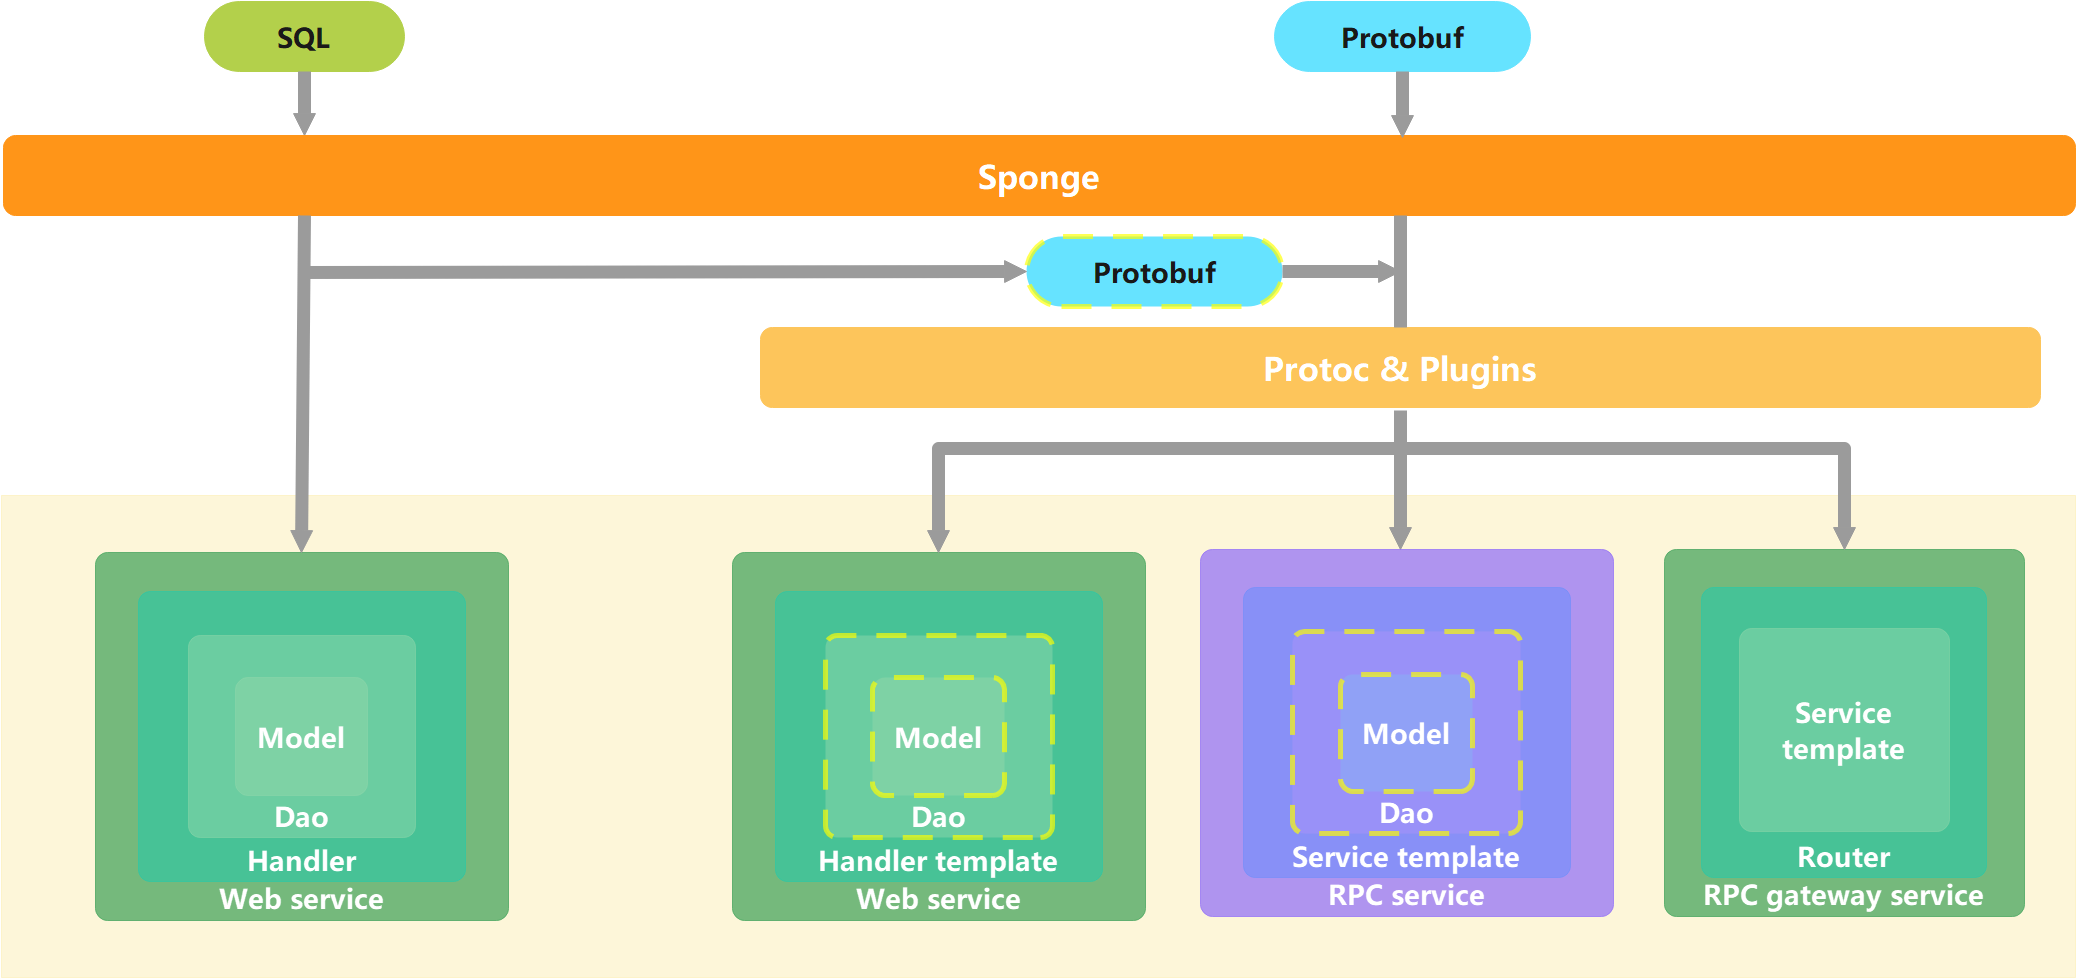 SQL
Protobuf
Sponge
Protobuf
Protoc & Plugins
Model
Dao
Handler
Web service
Model
Dao
Handler template
Web service
Model
Dao
Service template
RPC service
Service
template
Router
RPC gateway service